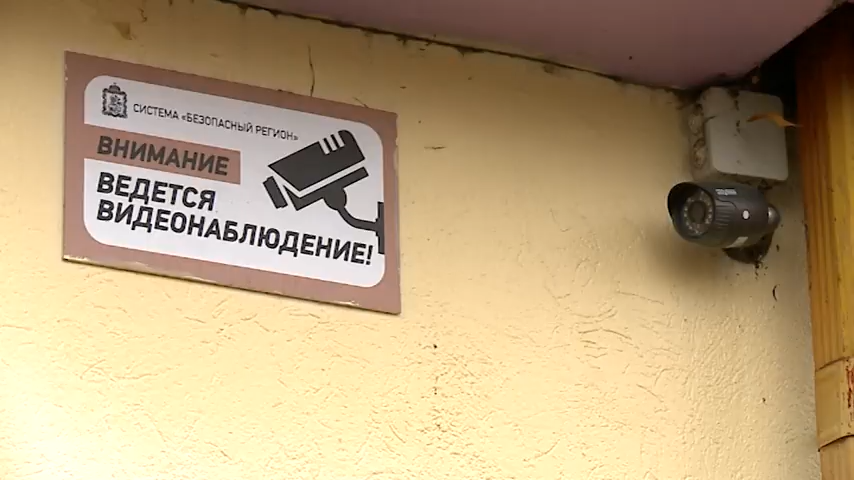 СИСТЕМА «БЕЗОПАСНЫЙ РЕГИОН»
ВНИМАНИЕ
ВЕДЕТСЯ
ВИДЕОНАБЛЮДЕНИЕ!